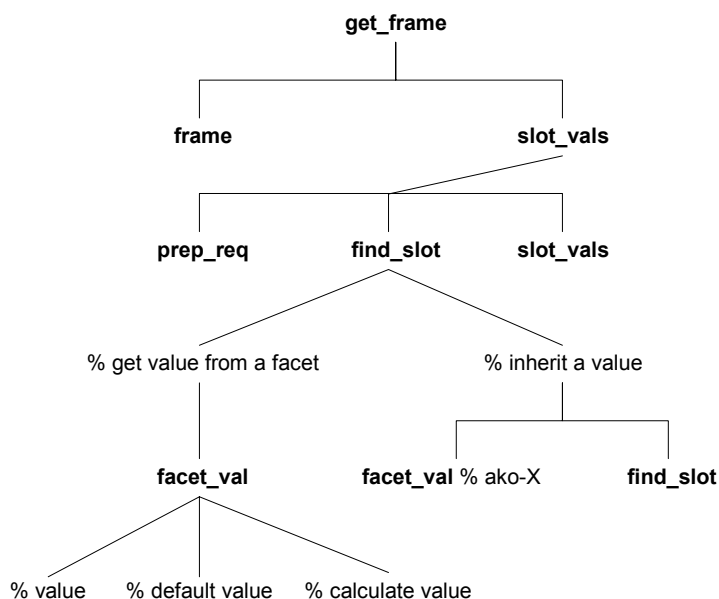 get_frame
frame slot_vals
prep_req find_slot slot_vals
% get value from a facet % inherit a value
facet_val facet_val % ako-X find_slot
% value % default value % calculate value